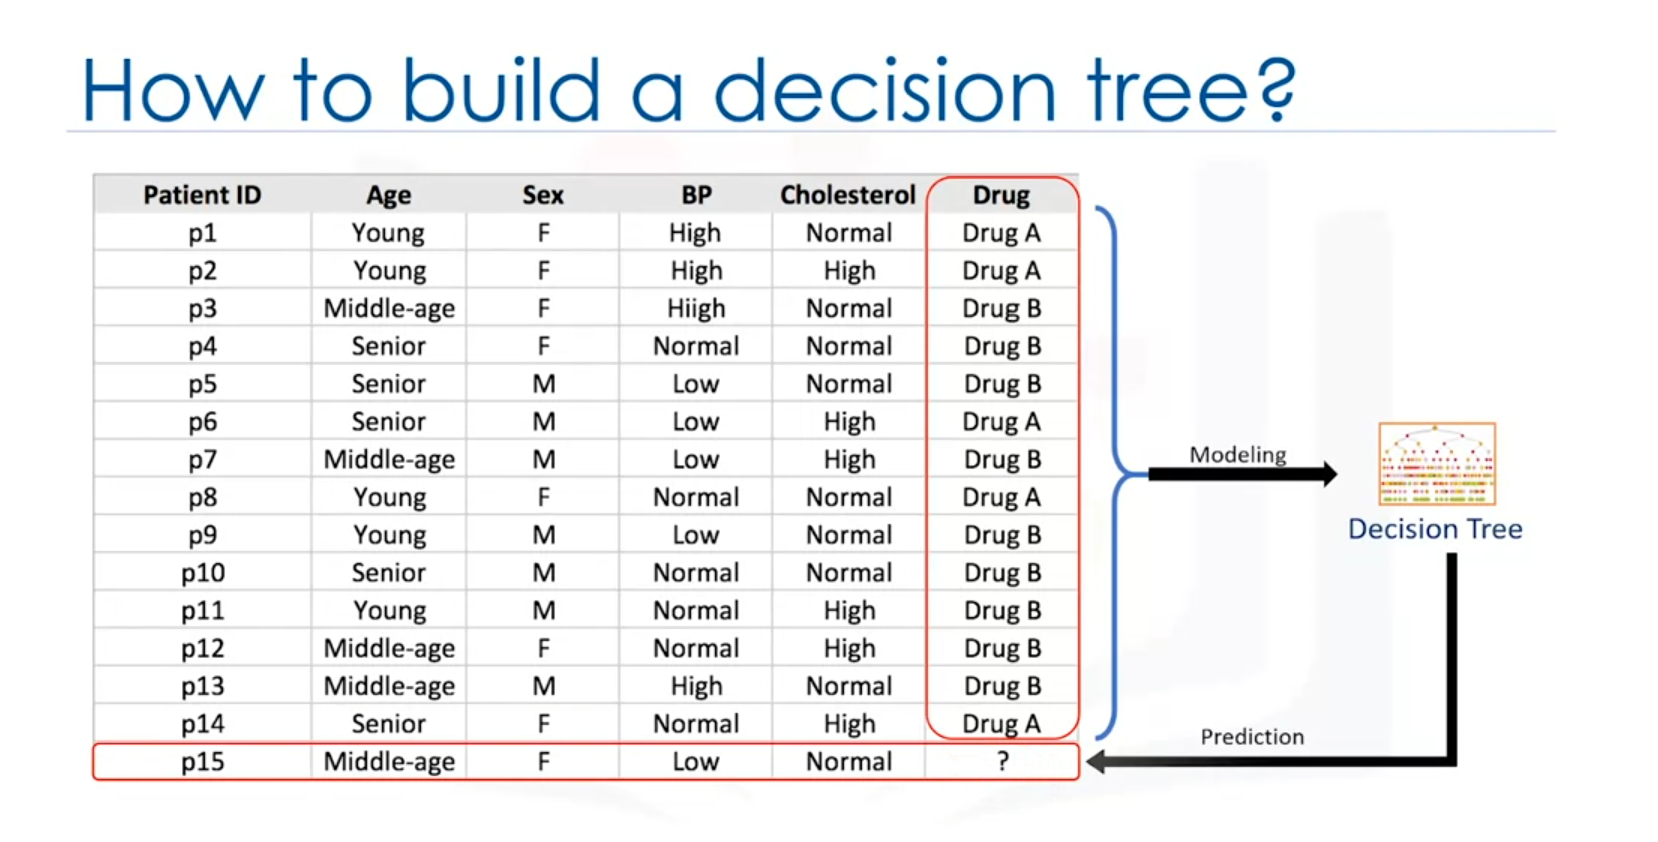 How to build a decision tree?
Patient ID Age Sex BP Cholesterol Drug
p1 Young F High Normal Drug A
p2 Young F High High Drug A
p3 Middle-age F Hiigh Normal Drug B
p4 Senior F Normal Normal Drug B
p5 Senior M Low Normal Drug B
p6 Senior M Low High Drug A
p7 Middle-age M Low High Drug B
p8 Young F Normal Normal Drug A
p9 Young M Low Normal Drug B
p10 Senior M Normal Normal Drug B
p11 Young M Normal High Drug B
p12 Middle-age F Normal High Drug B
p13 Middle-age M High Normal Drug B
p14 Senior F Normal High Drug A
p15 Middle-age F Low Normal ?
Modeling
Decision Tree
Prediction